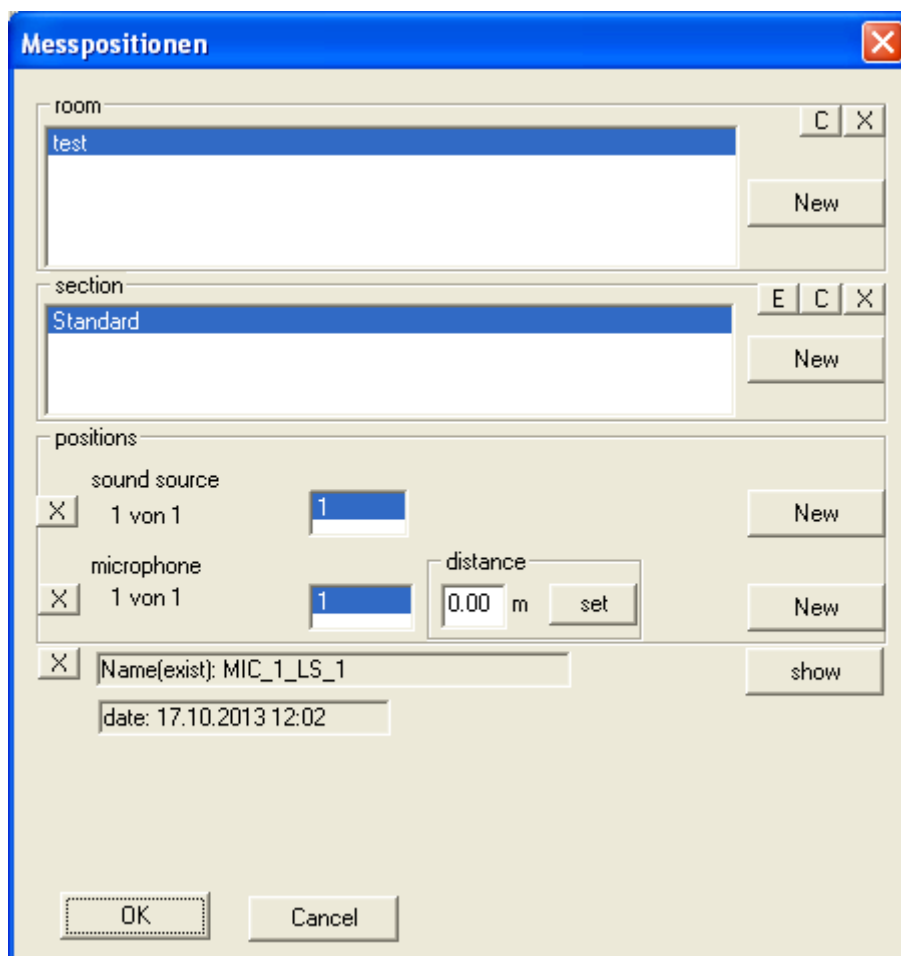 Messpositionen
room
C X
test
New
section
E C X
Standard
New
positions
sound source
X 1 von 1 1 New
microphone distance
X 1 von 1 1 0.00 m set New
X Name(exist): MIC_1_LS_1 show
date: 17.10.2013 12:02
OK Cancel